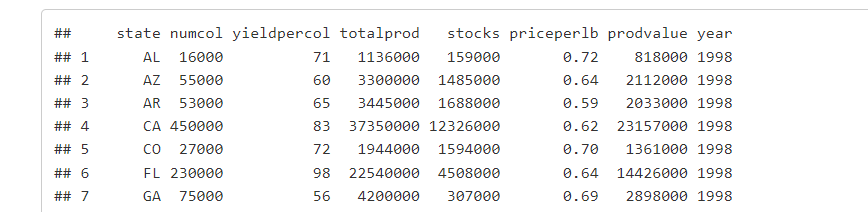 ##   state numcol yieldpercol totalprod   stocks priceperlb prodvalue year
## 1    AL  16000          71   1136000   159000       0.72    818000 1998
## 2    AZ  55000          60   3300000  1485000       0.64   2112000 1998
## 3    AR  53000          65   3445000  1688000       0.59   2033000 1998
## 4    CA 450000          83  37350000 12326000       0.62  23157000 1998
## 5    CO  27000          72   1944000  1594000       0.70   1361000 1998
## 6    FL 230000          98  22540000  4508000       0.64  14426000 1998
## 7    GA  75000          56   4200000   307000       0.69   2898000 1998